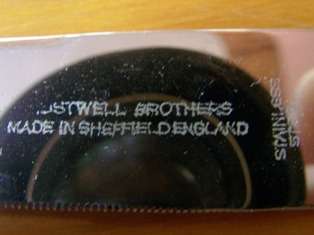 BROTHERS
MADE IN SHEFFIELD ENGLAND
STAINLESS